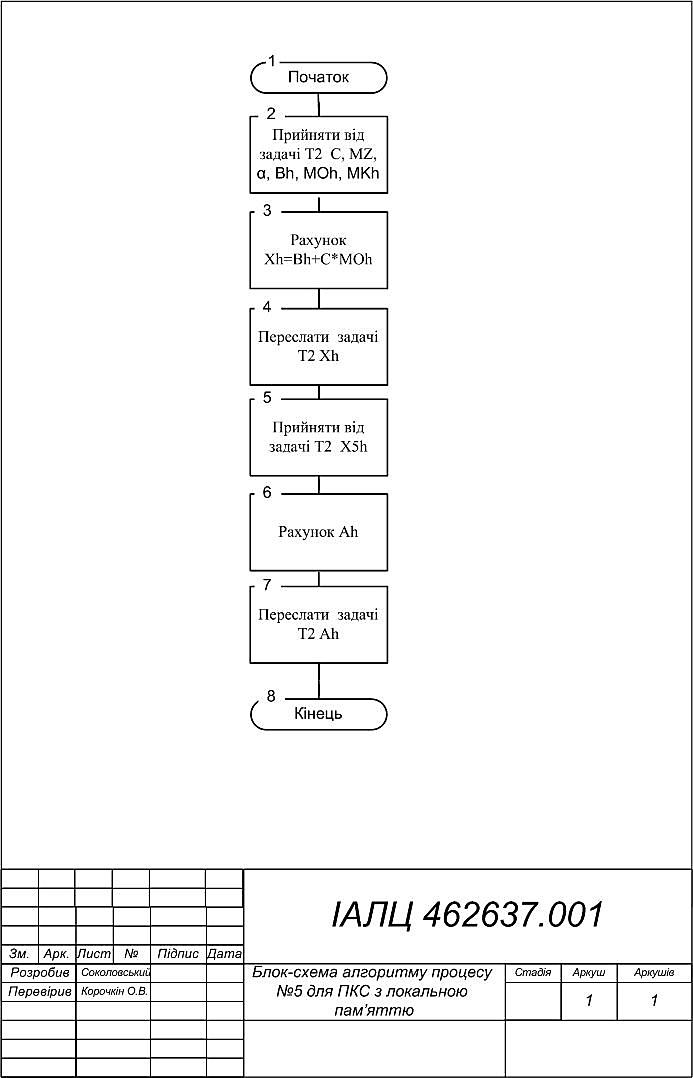 1
Початок
2
Прийняти від
задачі Т2 С, MZ,
α, Bh, MOh, MKh
3
Рахунок
Xh=Bh+C*MOh
4
Переслати задачі
Т2 Xh
5
Прийняти від
задачі Т2 X5h
6
Рахунок Ah
7
Переслати задачі
Т2 Ah
8
Кінець
ІАЛЦ 462637.001
Зм. Арк. Лист № Підпис Дата
Розробив Соколовський
Перевірив Корочкін О.В.
Блок-схема алгоритму процесу
№5 для ПКС з локальною
пам’яттю
Стадія Аркуш Аркушів
1 1